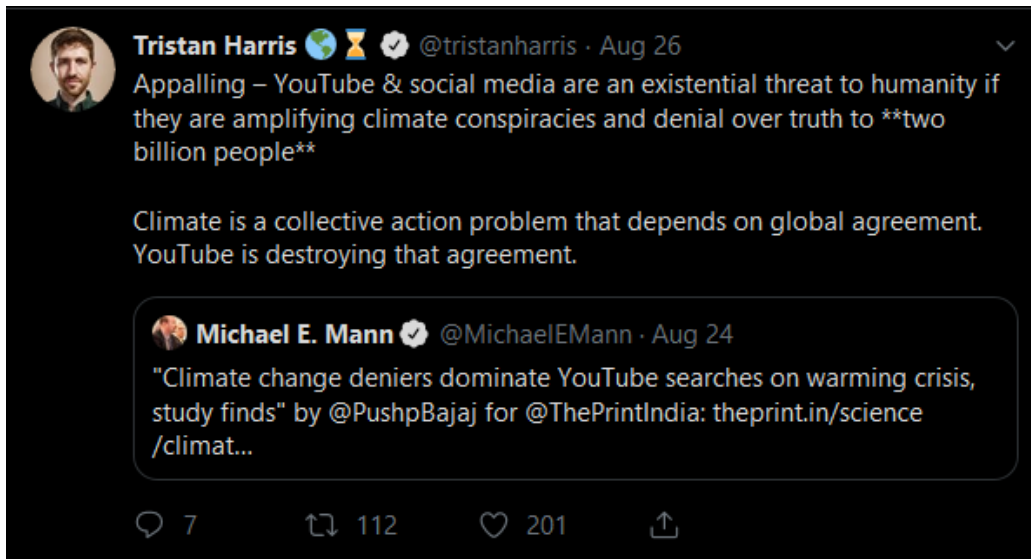 Tristan Harris 🌎⏳ @tristanharris · Aug 26
Appalling – YouTube & social media are an existential threat to humanity if
they are amplifying climate conspiracies and denial over truth to **two
billion people**
Climate is a collective action problem that depends on global agreement.
YouTube is destroying that agreement.
Michael E. Mann @MichaelEMann · Aug 24
"Climate change deniers dominate YouTube searches on warming crisis,
study finds" by @PushpBajaj for @ThePrintIndia: theprint.in/science
/climat...
7 112 201